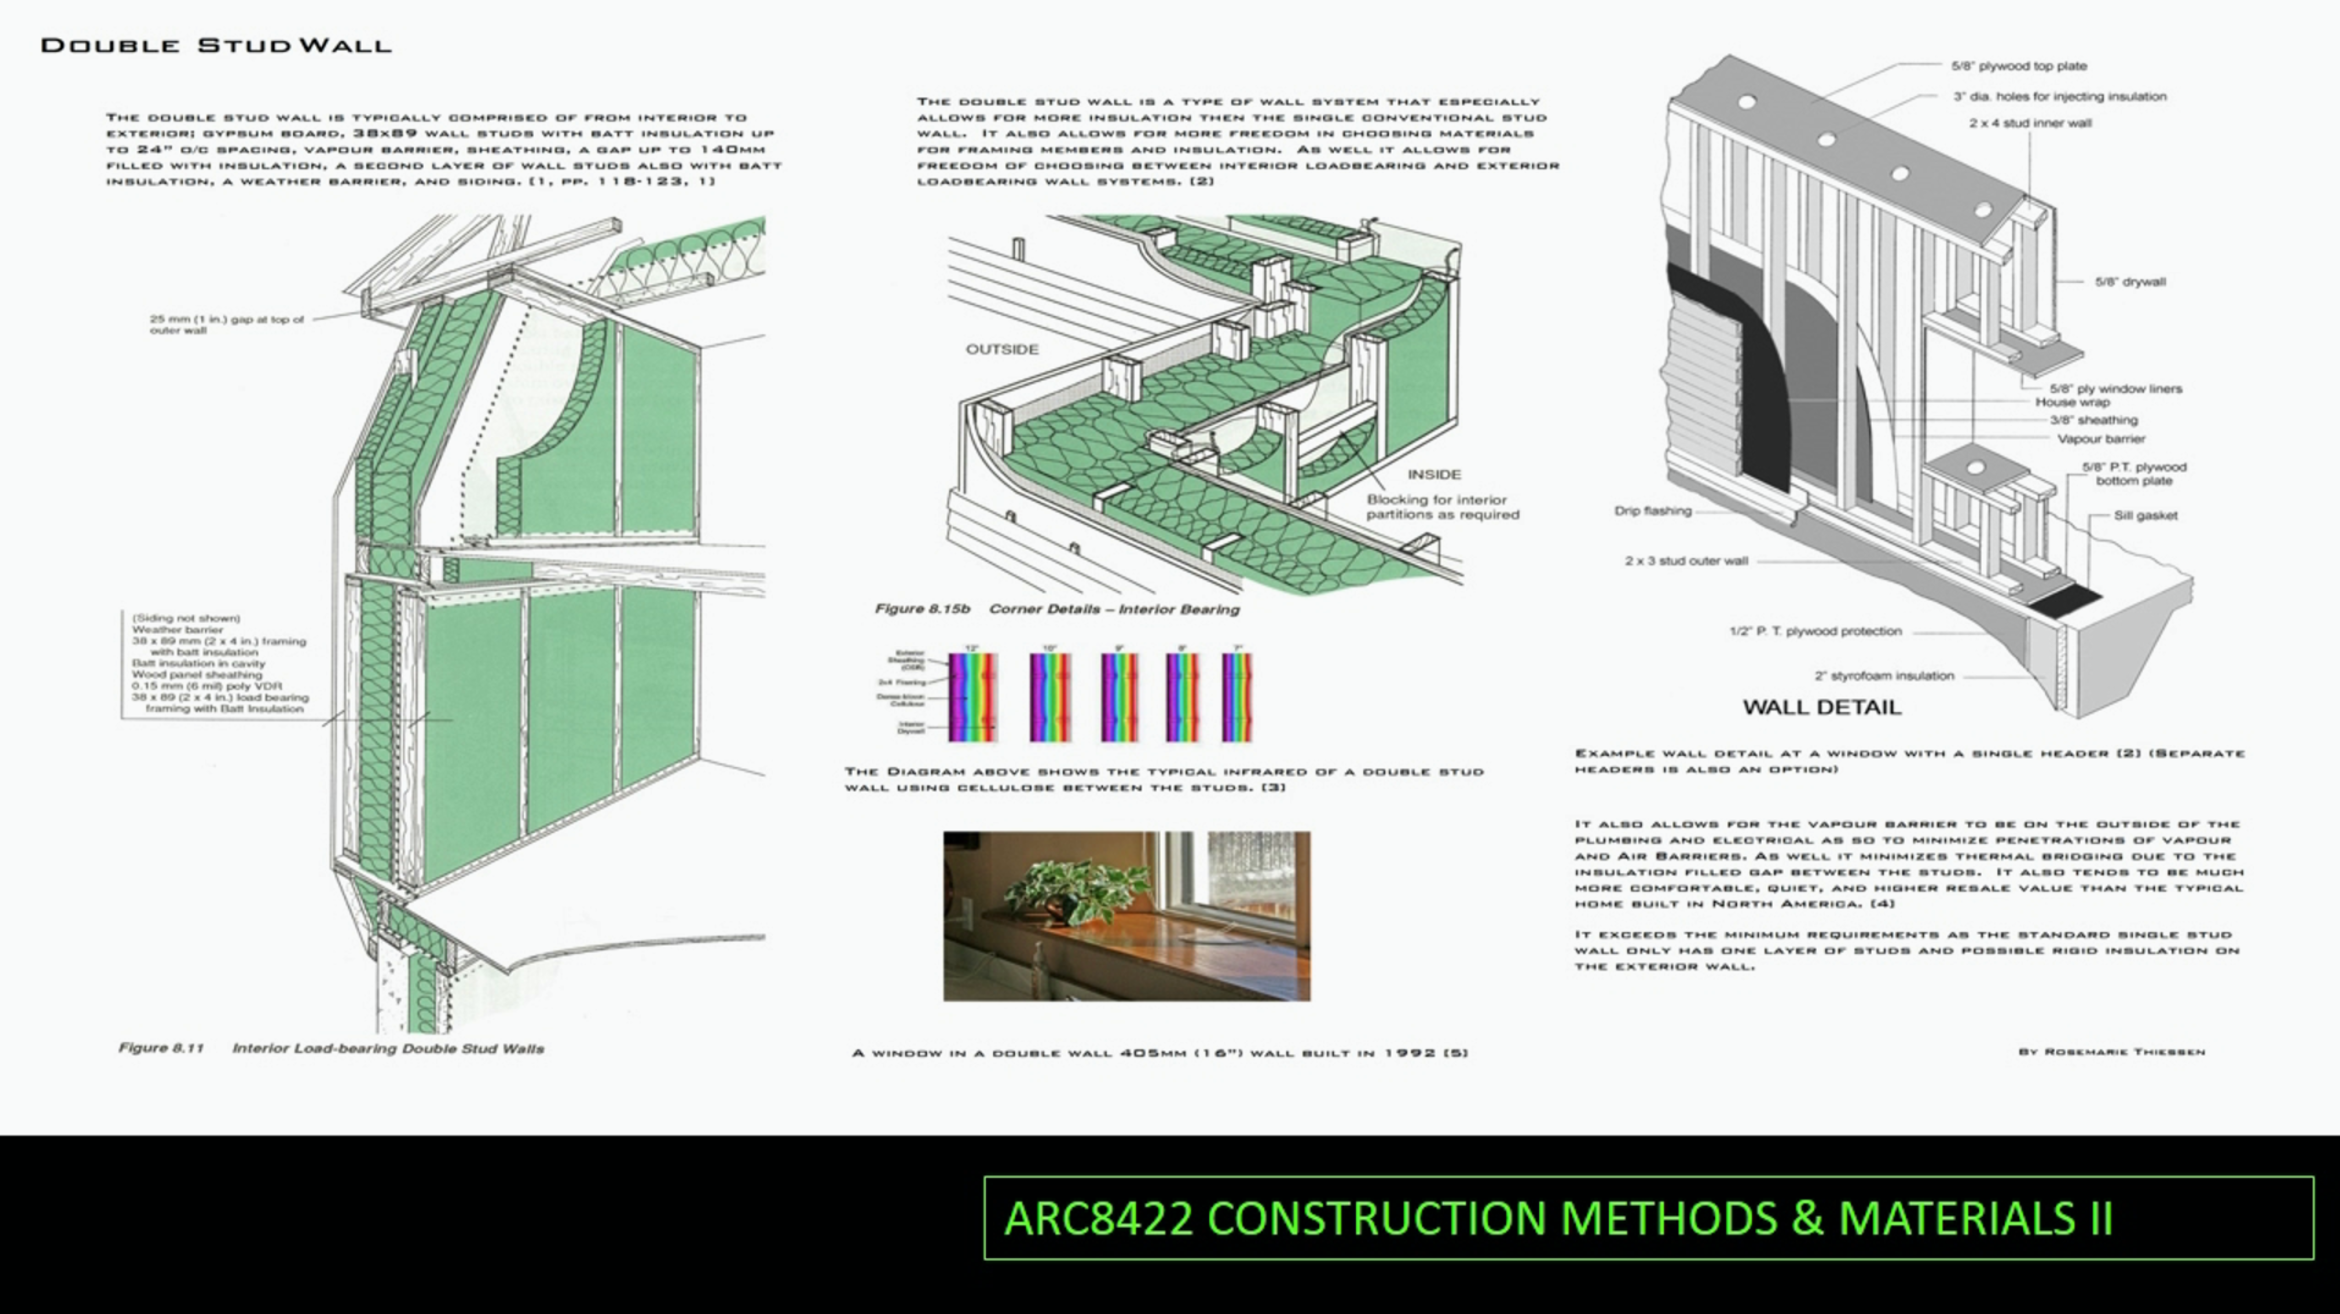 DOUBLE STUD WALL
THE DOUBLE STUD WALL IS TYPICALLY COMPRISED OF FROM INTERIOR TO
EXTERIOR; GYPSUM BOARD, 38X89 WALL STUDS WITH BATT INSULATION UP
TO 24" O/C SPACING, VAPOUR BARRIER, SHEATHING, A GAP UP TO 140MM
FILLED WITH INSULATION, A SECOND LAYER OF WALL STUDS ALSO WITH BATT
INSULATION, A WEATHER BARRIER, AND SIDING. [1, PP. 118-123, 1]
25 mm (1 in.) gap at top of
outer wall
(Siding not shown)
Weather barrier
38 x 89 mm (2 x 4 in.) framing
with batt insulation
Batt insulation in cavity
Wood panel sheathing
0.15 mm (6 mil) poly VDR
38 x 89 (2 x 4 in.) load bearing
framing with Batt Insulation
Figure 8.11 Interior Load-bearing Double Stud Walls
THE DOUBLE STUD WALL IS A TYPE OF WALL SYSTEM THAT ESPECIALLY
ALLOWS FOR MORE INSULATION THEN THE SINGLE CONVENTIONAL STUD
WALL. IT ALSO ALLOWS FOR MORE FREEDOM IN CHOOSING MATERIALS
FOR FRAMING MEMBERS AND INSULATION. AS WELL IT ALLOWS FOR
FREEDOM OF CHOOSING BETWEEN INTERIOR LOADBEARING AND EXTERIOR
LOADBEARING WALL SYSTEMS. [2]
OUTSIDE
INSIDE
Blocking for interior
partitions as required
Figure 8.15b Corner Details – Interior Bearing
12" 10" 9" 8" 7"
Exterior
Sheathing
(OSB)
2x4 Framing
Dense-blown
Cellulose
Interior
Drywall
THE DIAGRAM ABOVE SHOWS THE TYPICAL INFRARED OF A DOUBLE STUD
WALL USING CELLULOSE BETWEEN THE STUDS. [3]
A WINDOW IN A DOUBLE WALL 405MM (16") WALL BUILT IN 1992 [5]
5/8" plywood top plate
3" dia. holes for injecting insulation
2 x 4 stud inner wall
5/8" drywall
5/8" ply window liners
House wrap
3/8" sheathing
Vapour barrier
5/8" P.T. plywood
bottom plate
Sill gasket
Drip flashing
2 x 3 stud outer wall
1/2" P. T. plywood protection
2" styrofoam insulation
WALL DETAIL
EXAMPLE WALL DETAIL AT A WINDOW WITH A SINGLE HEADER [2] (SEPARATE
HEADERS IS ALSO AN OPTION)
IT ALSO ALLOWS FOR THE VAPOUR BARRIER TO BE ON THE OUTSIDE OF THE
PLUMBING AND ELECTRICAL AS SO TO MINIMIZE PENETRATIONS OF VAPOUR
AND AIR BARRIERS. AS WELL IT MINIMIZES THERMAL BRIDGING DUE TO THE
INSULATION FILLED GAP BETWEEN THE STUDS. IT ALSO TENDS TO BE MUCH
MORE COMFORTABLE, QUIET, AND HIGHER RESALE VALUE THAN THE TYPICAL
HOME BUILT IN NORTH AMERICA. [4]
IT EXCEEDS THE MINIMUM REQUIREMENTS AS THE STANDARD SINGLE STUD
WALL ONLY HAS ONE LAYER OF STUDS AND POSSIBLE RIGID INSULATION ON
THE EXTERIOR WALL.
BY ROSEMARIE THIESSEN
ARC8422 CONSTRUCTION METHODS & MATERIALS II